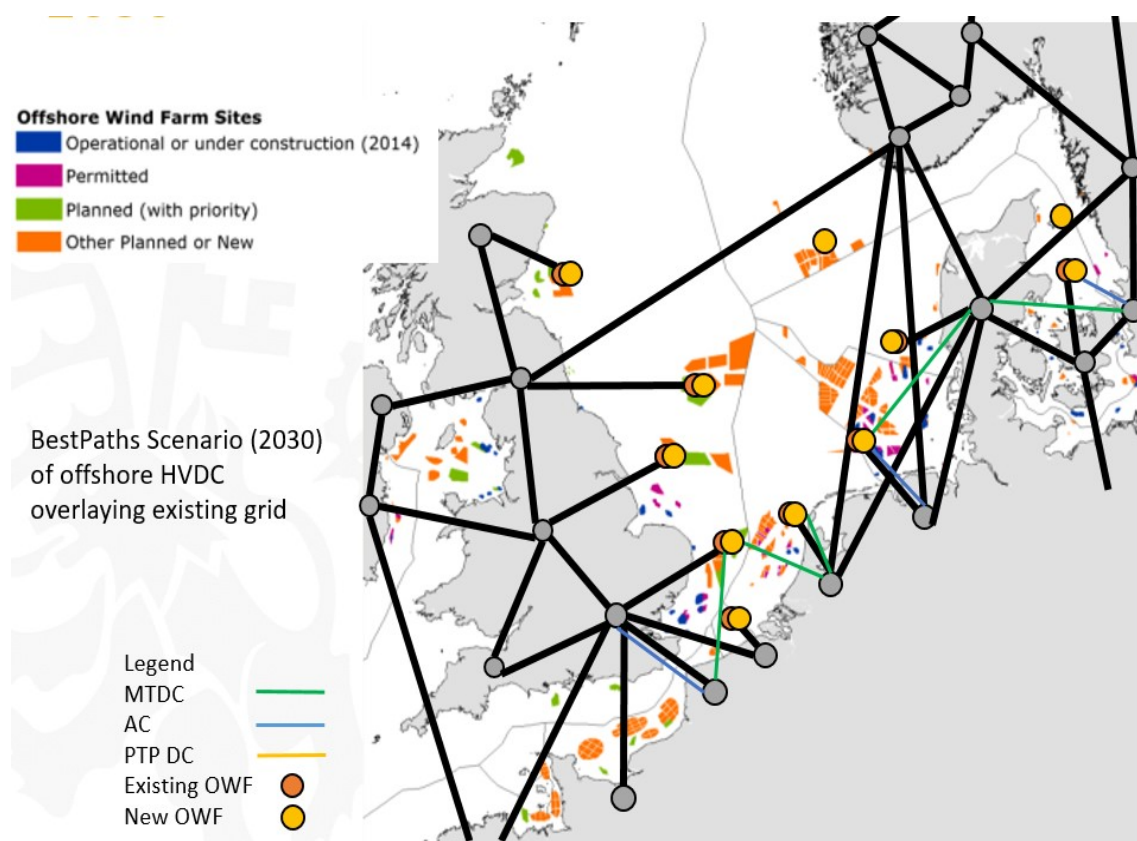 Offshore Wind Farm Sites
Operational or under construction (2014)
Permitted
Planned (with priority)
Other Planned or New
BestPaths Scenario (2030)
of offshore HVDC
overlaying existing grid
Legend
MTDC
AC
PTP DC
Existing OWF
New OWF